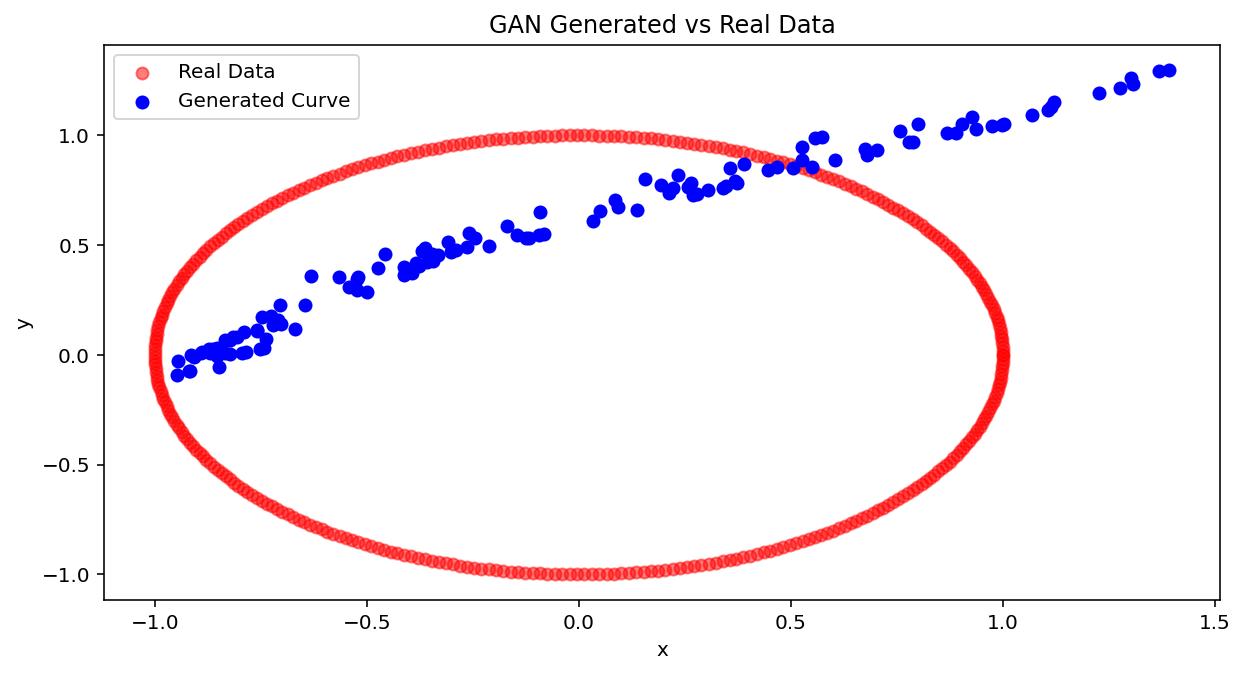 GAN Generated vs Real Data
Real Data
Generated Curve
1.0
0.5
0.0
−0.5
−1.0
y
−1.0 −0.5 0.0 0.5 1.0 1.5
x